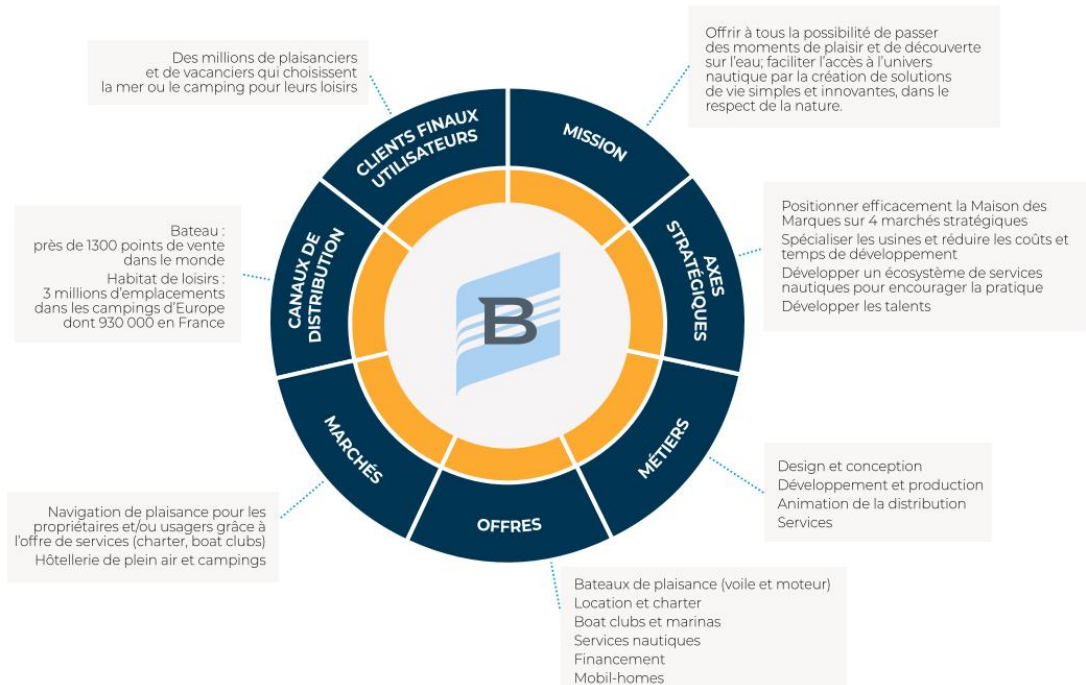 Des millions de plaisanciers
et de vacanciers qui choisissent
la mer ou le camping pour leurs loisirs
Offrir à tous la possibilité de passer
des moments de plaisir et de découverte
sur l'eau; faciliter l'accès à l'univers
nautique par la création de solutions
de vie simples et innovantes, dans le
respect de la nature.
CLIENTS FINAUX
UTILISATEURS
MISSION
Bateau :
près de 1300 points de vente
dans le monde
Habitat de loisirs :
3 millions d'emplacements
dans les campings d'Europe
dont 930 000 en France
CANAUX DE
DISTRIBUTION
B
AXES
STRATÉGIQUES
Positionner efficacement la Maison des
Marques sur 4 marchés stratégiques
Spécialiser les usines et réduire les coûts et
temps de développement
Développer un écosystème de services
nautiques pour encourager la pratique
Développer les talents
MARCHÉS
MÉTIERS
Navigation de plaisance pour les
propriétaires et/ou usagers grâce à
l'offre de services (charter, boat clubs)
Hôtellerie de plein air et campings
Design et conception
Développement et production
Animation de la distribution
Services
OFFRES
Bateaux de plaisance (voile et moteur)
Location et charter
Boat clubs et marinas
Services nautiques
Financement
Mobil-homes